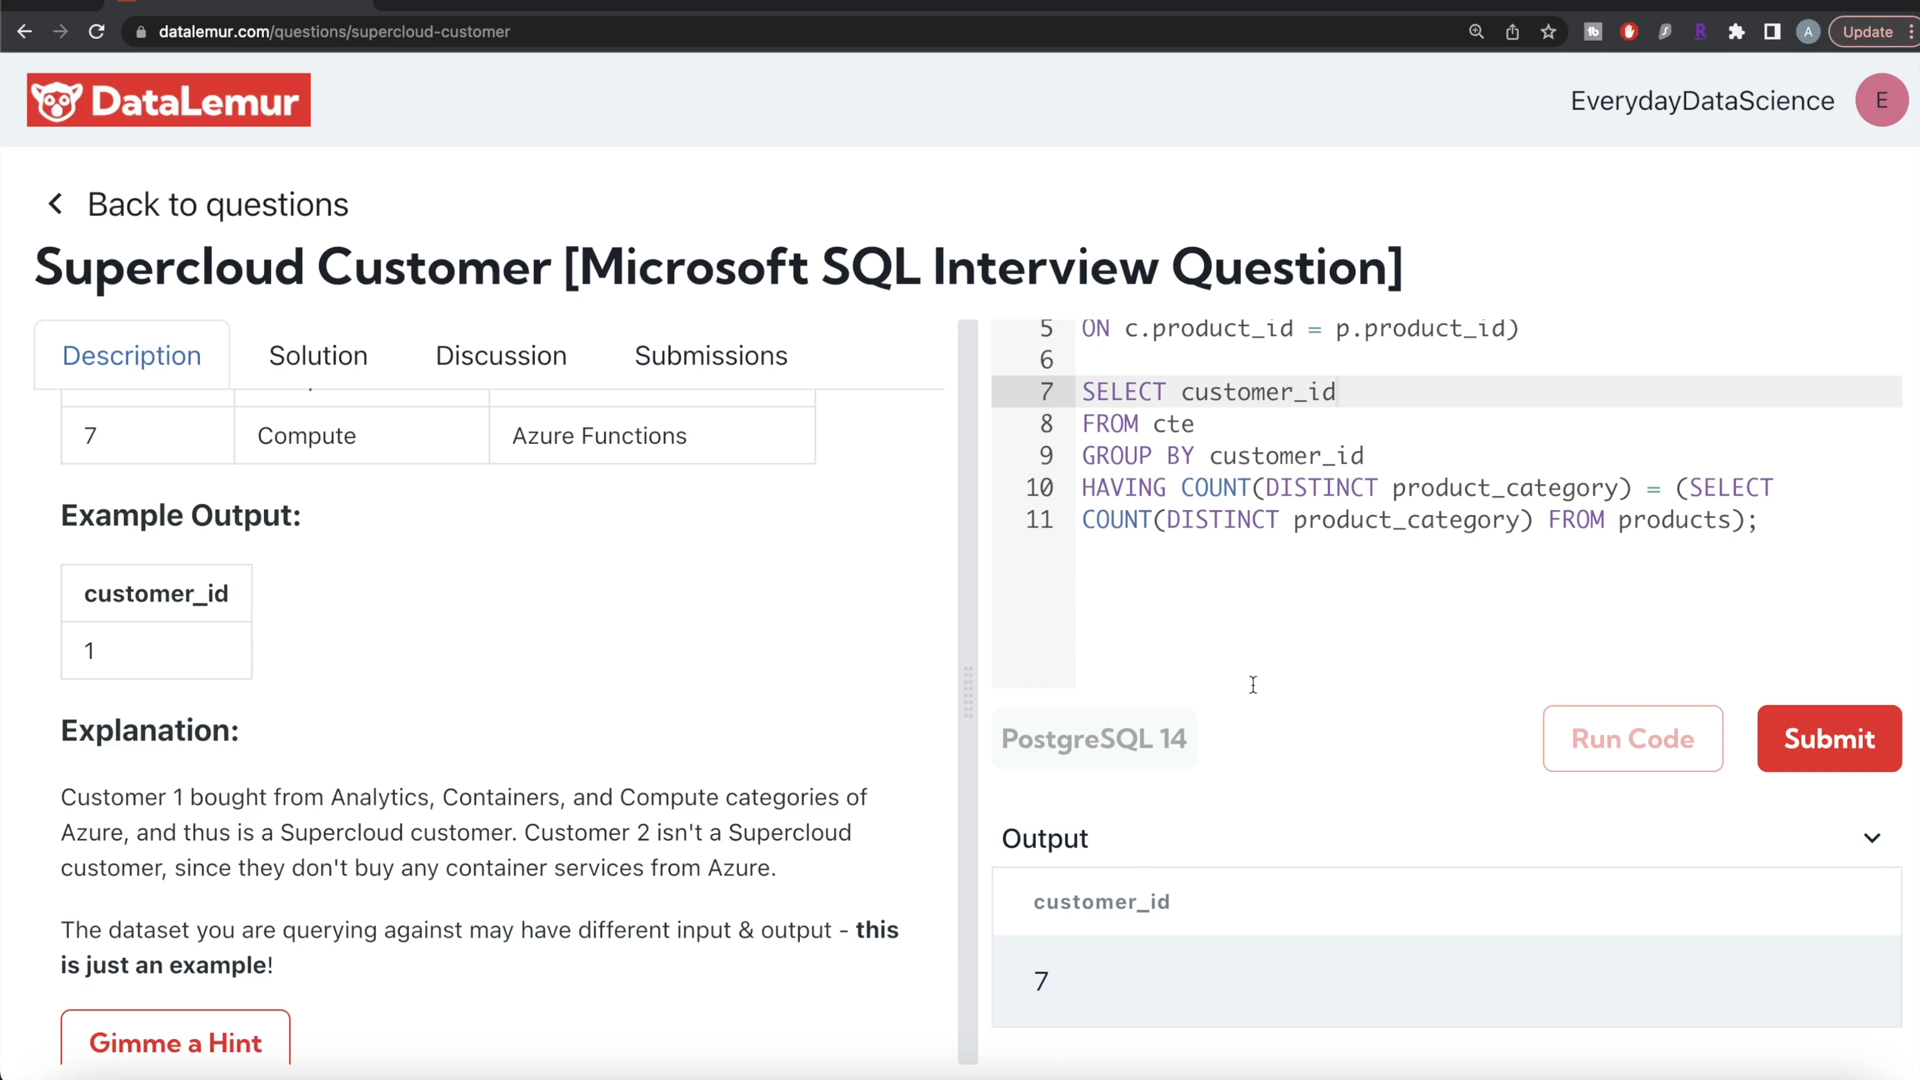 datalemur.com/questions/supercloud-customer
Update
DataLemur
EverydayDataScience
E
A
Back to questions
Supercloud Customer [Microsoft SQL Interview Question]
Description
Solution
Discussion
Submissions
7
Compute
Azure Functions
Example Output:
customer_id
1
Explanation:
Customer 1 bought from Analytics, Containers, and Compute categories of
Azure, and thus is a Supercloud customer. Customer 2 isn't a Supercloud
customer, since they don't buy any container services from Azure.
The dataset you are querying against may have different input & output - this
is just an example!
Gimme a Hint
5 ON c.product_id = p.product_id)
6
7 SELECT customer_id
8 FROM cte
9 GROUP BY customer_id
10 HAVING COUNT(DISTINCT product_category) = (SELECT
11 COUNT(DISTINCT product_category) FROM products);
PostgreSQL 14
Run Code
Submit
Output
customer_id
7